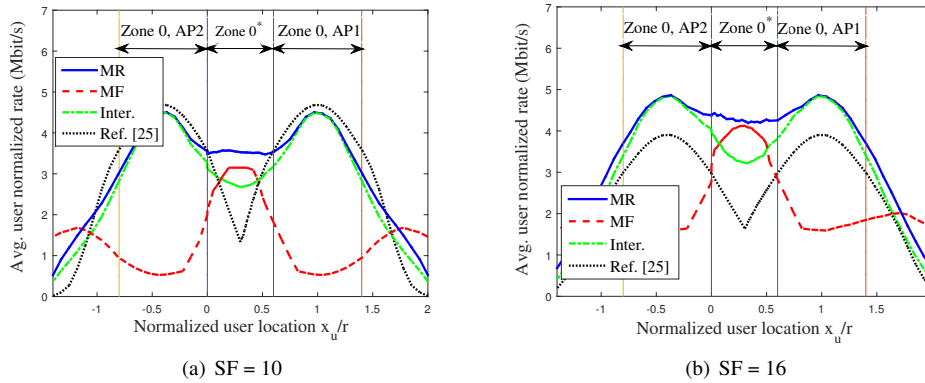 Zone 0, AP2
Zone 0*
Zone 0, AP1
MR
MF
Inter.
Ref. [25]
Avg. user normalized rate (Mbit/s)
7
6
5
4
3
2
1
0
-1
-0.5
0
0.5
1
1.5
2
Normalized user location x_u/r
(a) SF = 10
Zone 0, AP2
Zone 0*
Zone 0, AP1
MR
MF
Inter.
Ref. [25]
Avg. user normalized rate (Mbit/s)
7
6
5
4
3
2
1
0
-1
-0.5
0
0.5
1
1.5
Normalized user location x_u/r
(b) SF = 16